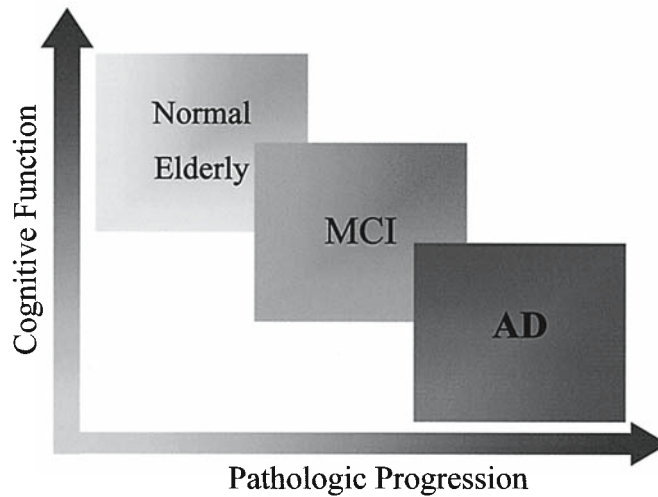 Normal
Elderly
MCI
AD
Cognitive Function
Pathologic Progression